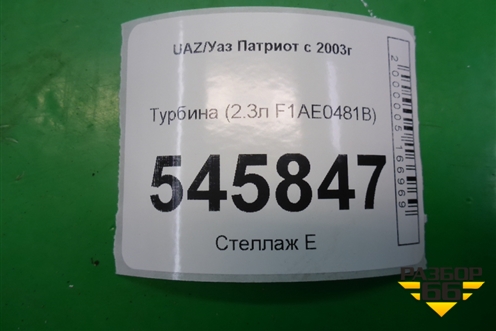 UAZ/Уаз Патриот с 2003г
Турбина (2.3л F1AE0481B)
545847
Стеллаж Е
2000005166969
РАЗБОР
66